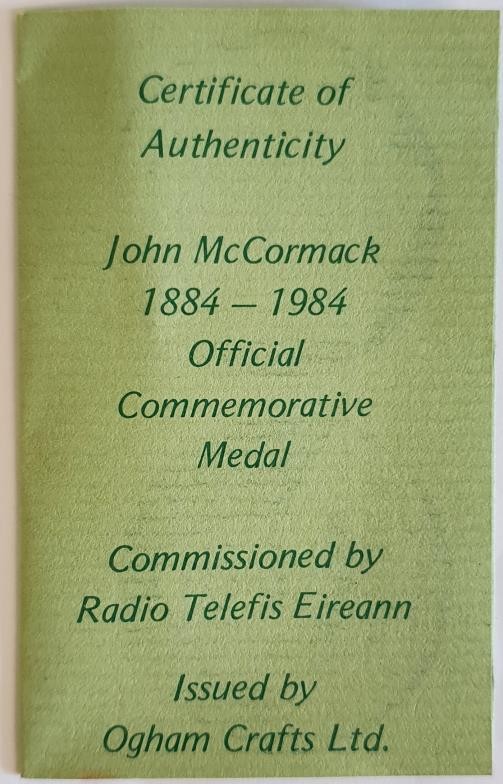 Certificate of
Authenticity
John McCormack
1884 — 1984
Official
Commemorative
Medal
Commissioned by
Radio Telefis Eireann
Issued by
Ogham Crafts Ltd.